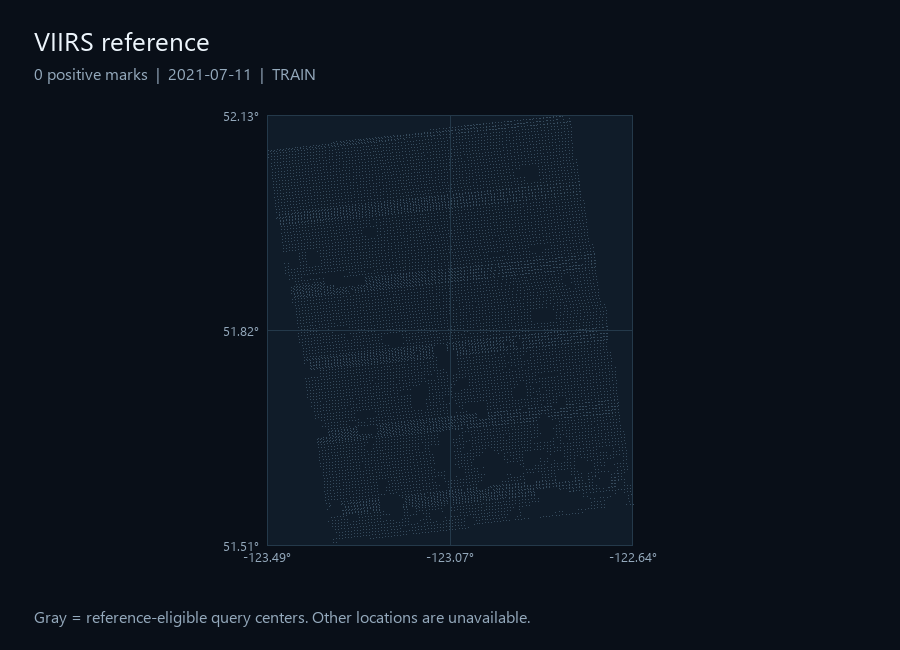 VIIRS reference
0 positive marks | 2021-07-11 | TRAIN
52.13°
51.82°
51.51°
-123.49° -123.07° -122.64°
Gray = reference-eligible query centers. Other locations are unavailable.